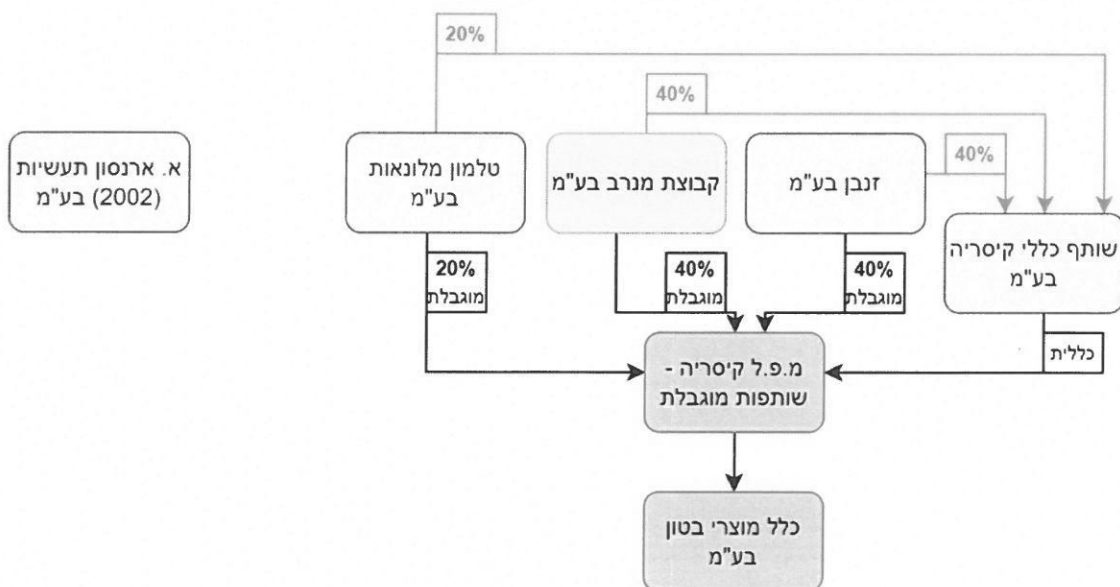 20%
40%
40%
א. ארנסון תעשיות
(2002) בע"מ
טלמון מלונאות
בע"מ
קבוצת מנרב בע"מ
זנבן בע"מ
שותף כללי קיסריה
בע"מ
20%
מוגבלת
40%
מוגבלת
40%
מוגבלת
כללית
מ.פ.ל קיסריה -
שותפות מוגבלת
כלל מוצרי בטון
בע"מ